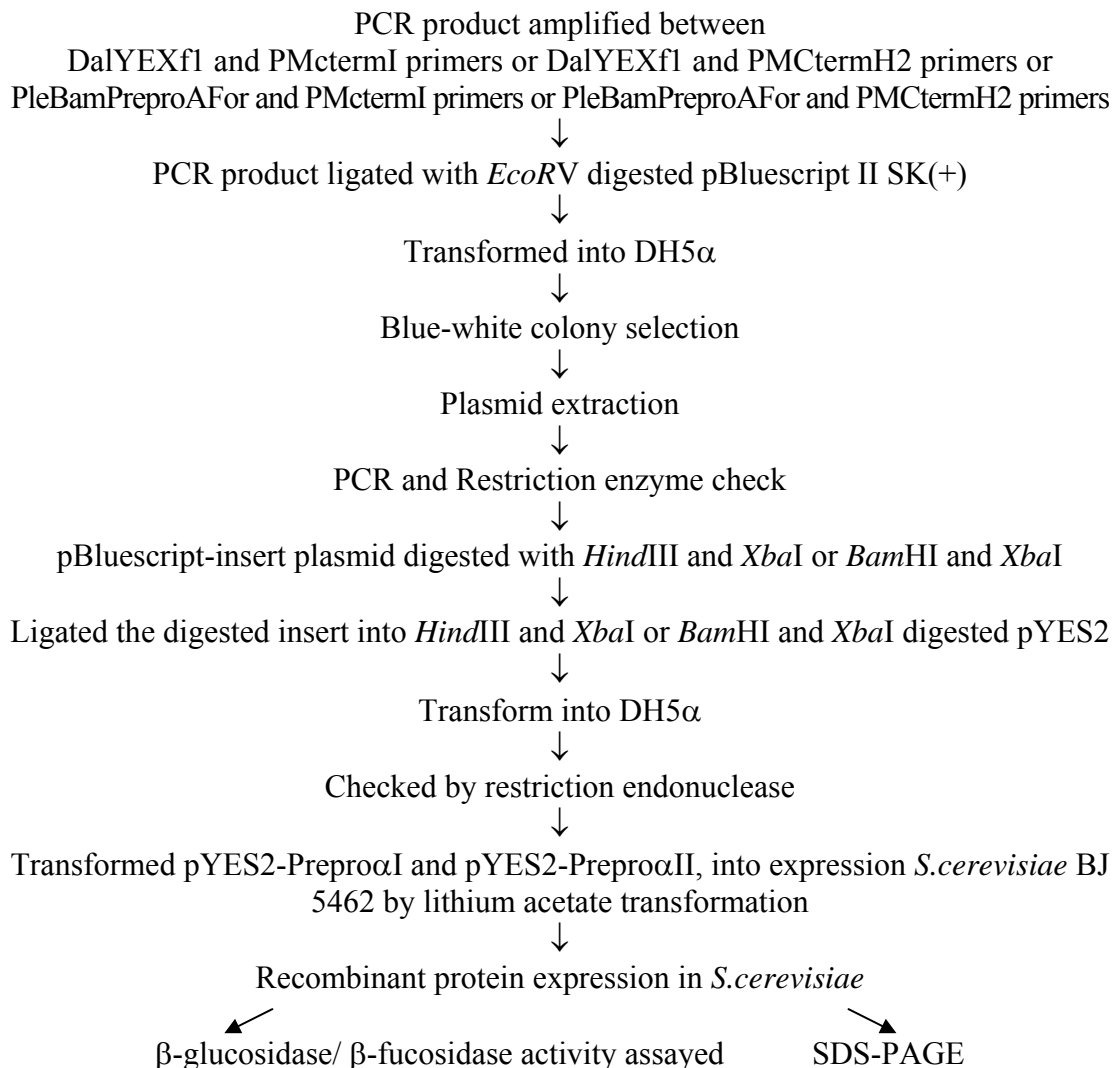 PCR product amplified between
DalYEXf1 and PMctermI primers or DalYEXf1 and PMCtermH2 primers or
PleBamPreproAFor and PMctermI primers or PleBamPreproAFor and PMCtermH2 primers
↓
PCR product ligated with EcoRV digested pBluescript II SK(+)
↓
Transformed into DH5α
↓
Blue-white colony selection
↓
Plasmid extraction
↓
PCR and Restriction enzyme check
↓
pBluescript-insert plasmid digested with HindIII and XbaI or BamHI and XbaI
↓
Ligated the digested insert into HindIII and XbaI or BamHI and XbaI digested pYES2
↓
Transform into DH5α
↓
Checked by restriction endonuclease
↓
Transformed pYES2-PreproαI and pYES2-PreproαII, into expression S.cerevisiae BJ
5462 by lithium acetate transformation
↓
Recombinant protein expression in S.cerevisiae
β-glucosidase/ β-fucosidase activity assayed SDS-PAGE